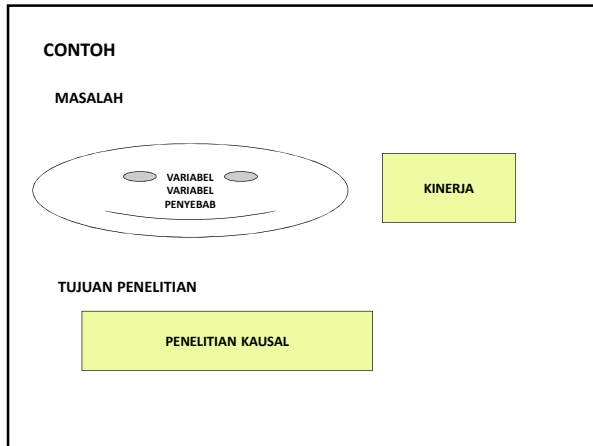 CONTOH
MASALAH
VARIABEL
VARIABEL
PENYEBAB
KINERJA
TUJUAN PENELITIAN
PENELITIAN KAUSAL